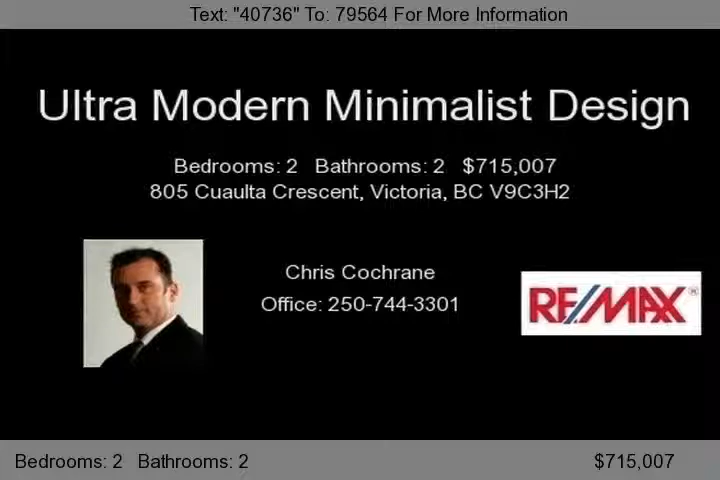 Text: "40736" To: 79564 For More Information
Ultra Modern Minimalist Design
Bedrooms: 2 Bathrooms: 2 $715,007
805 Cuaulta Crescent, Victoria, BC V9C3H2
Chris Cochrane
Office: 250-744-3301
RE/MAX®
Bedrooms: 2 Bathrooms: 2 $715,007